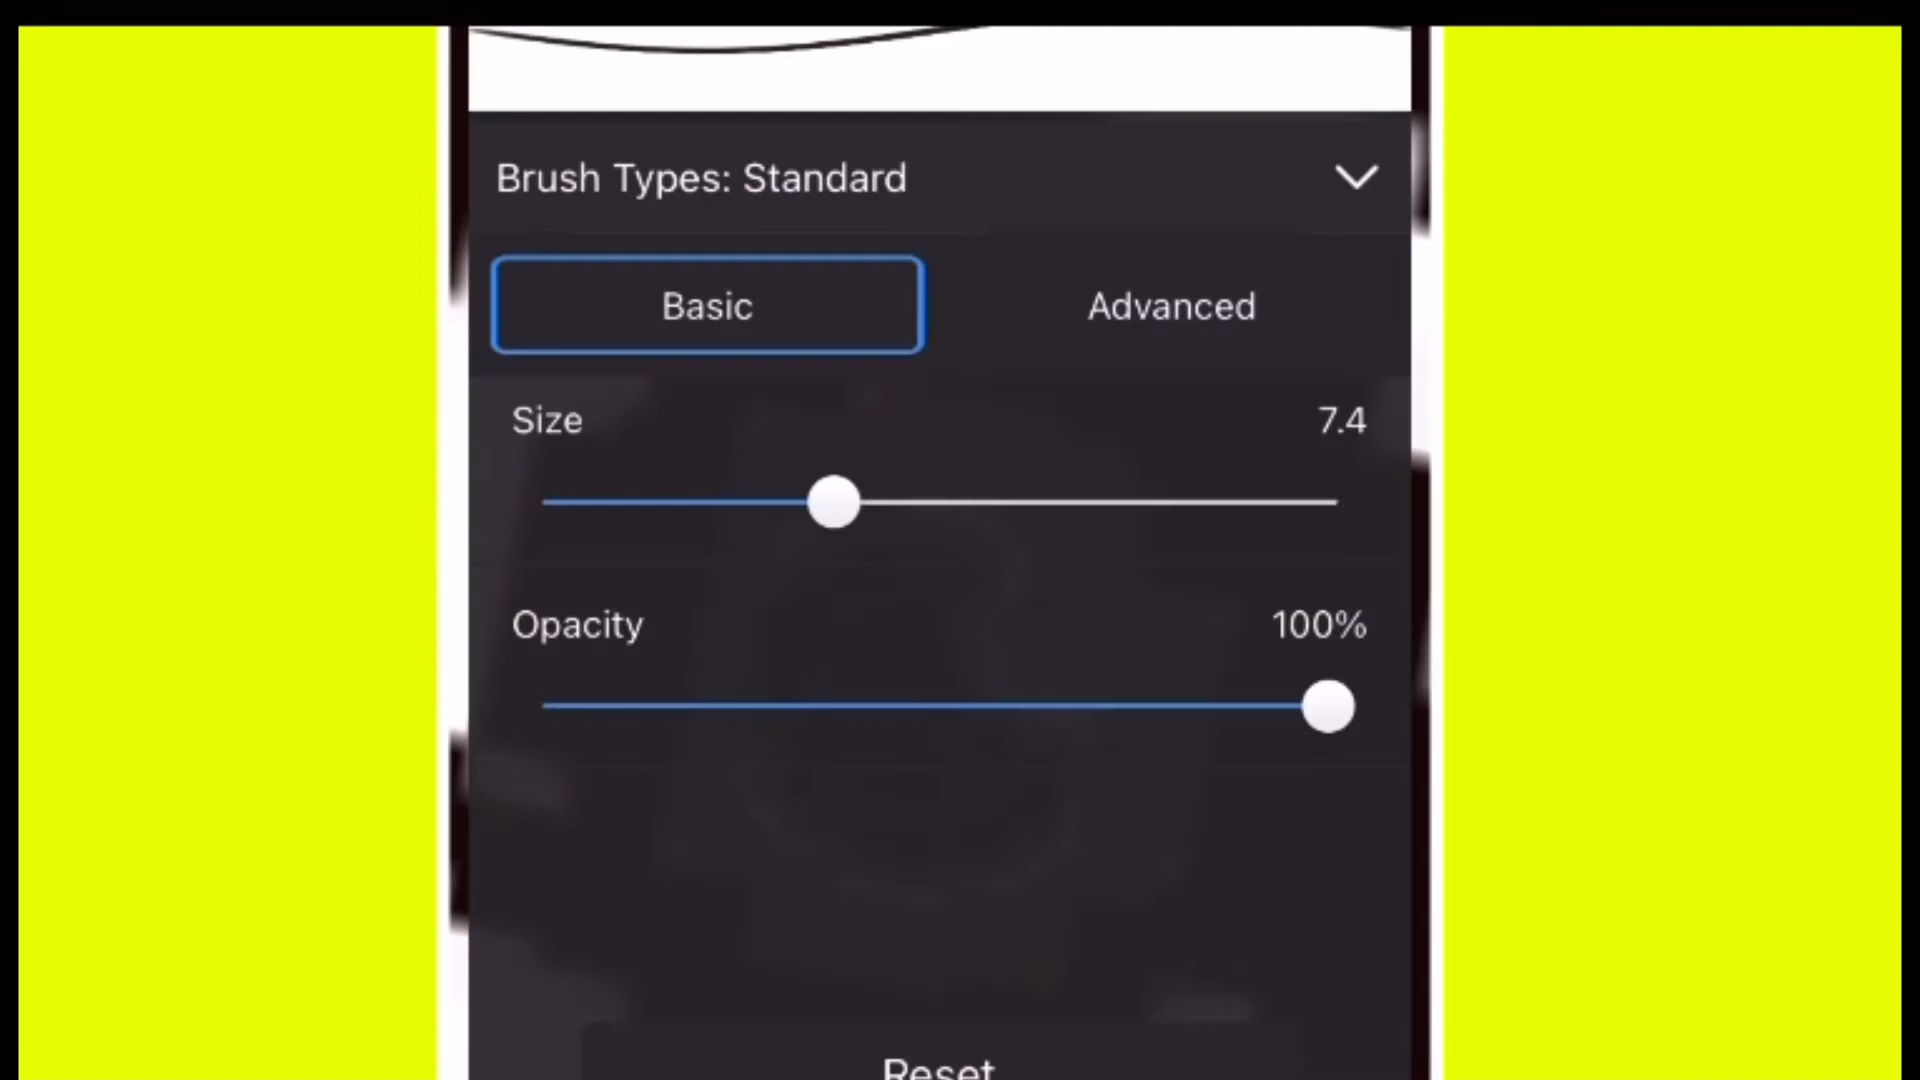 Brush Types: Standard
Basic Advanced
Size 7.4
Opacity 100%
Reset